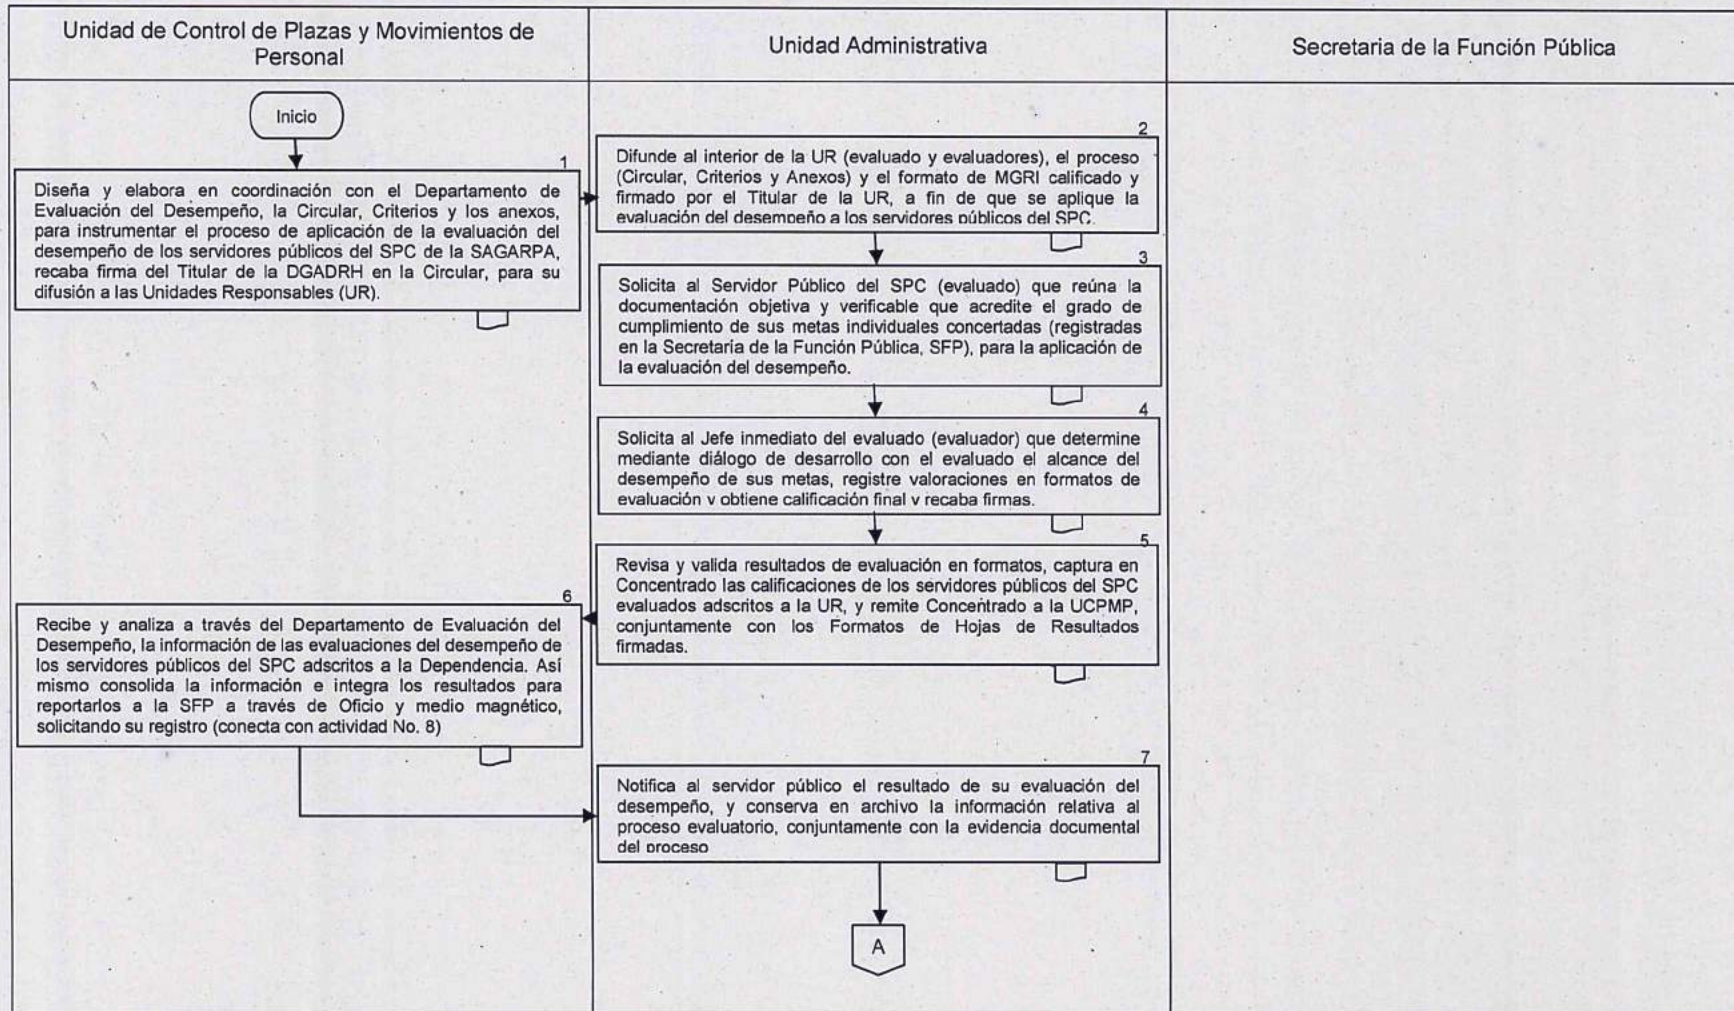 Unidad de Control de Plazas y Movimientos de
Personal
Unidad Administrativa
Secretaria de la Función Pública
Inicio
1
Diseña y elabora en coordinación con el Departamento de
Evaluación del Desempeño, la Circular, Criterios y los anexos,
para instrumentar el proceso de aplicación de la evaluación del
desempeño de los servidores públicos del SPC de la SAGARPA,
recaba firma del Titular de la DGADRH en la Circular, para su
difusión a las Unidades Responsables (UR).
2
Difunde al interior de la UR (evaluado y evaluadores), el proceso
(Circular, Criterios y Anexos) y el formato de MGRI calificado y
firmado por el Titular de la UR, a fin de que se aplique la
evaluación del desempeño a los servidores públicos del SPC.
3
Solicita al Servidor Público del SPC (evaluado) que reúna la
documentación objetiva y verificable que acredite el grado de
cumplimiento de sus metas individuales concertadas (registradas
en la Secretaría de la Función Pública, SFP), para la aplicación de
la evaluación del desempeño.
4
Solicita al Jefe inmediato del evaluado (evaluador) que determine
mediante diálogo de desarrollo con el evaluado el alcance del
desempeño de sus metas, registre valoraciones en formatos de
evaluación y obtiene calificación final y recaba firmas.
5
Revisa y valida resultados de evaluación en formatos, captura en
Concentrado las calificaciones de los servidores públicos del SPC
evaluados adscritos a la UR, y remite Concentrado a la UCPMP,
conjuntamente con los Formatos de Hojas de Resultados
firmadas.
6
Recibe y analiza a través del Departamento de Evaluación del
Desempeño, la información de las evaluaciones del desempeño de
los servidores públicos del SPC adscritos a la Dependencia. Así
mismo consolida la información e integra los resultados para
reportarlos a la SFP a través de Oficio y medio magnético,
solicitando su registro (conecta con actividad No. 8)
7
Notifica al servidor público el resultado de su evaluación del
desempeño, y conserva en archivo la información relativa al
proceso evaluatorio, conjuntamente con la evidencia documental
del proceso
A